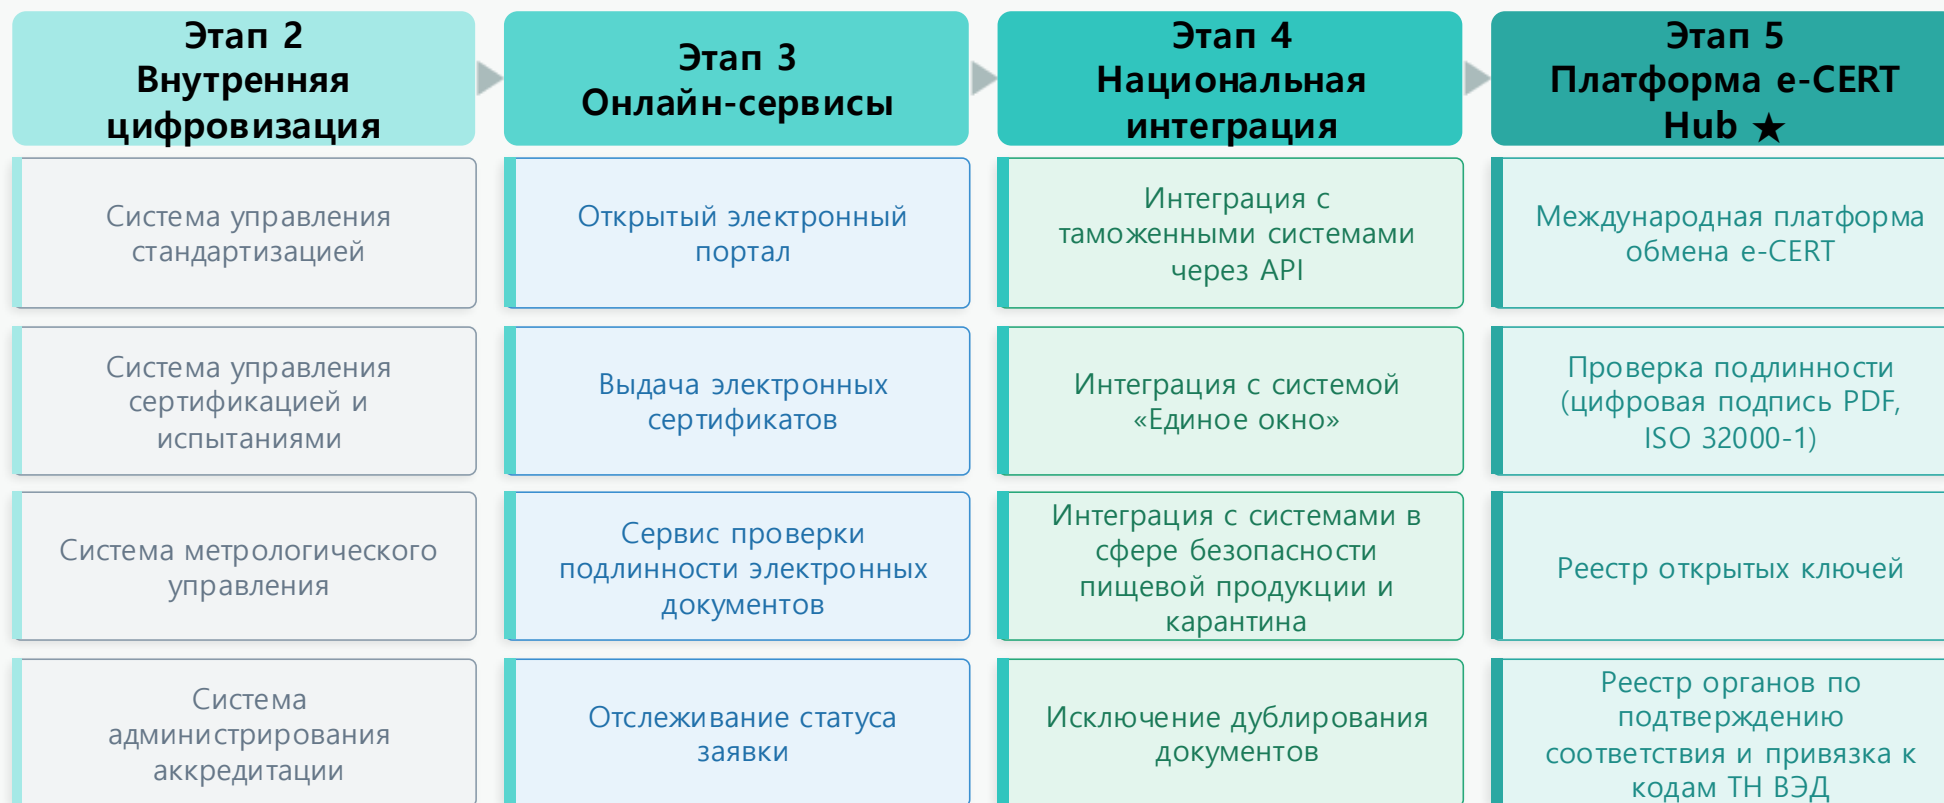 Этап 2
Внутренняя
цифровизация
Этап 3
Онлайн-сервисы
Этап 4
Национальная
интеграция
Этап 5
Платформа e-CERT
Hub ★
Система управления
стандартизацией
Открытый электронный
портал
Интеграция с
таможенными системами
через API
Международная платформа
обмена e-CERT
Система управления
сертификацией и
испытаниями
Выдача электронных
сертификатов
Интеграция с системой
«Единое окно»
Проверка подлинности
(цифровая подпись PDF,
ISO 32000-1)
Система метрологического
управления
Сервис проверки
подлинности электронных
документов
Интеграция с системами в
сфере безопасности
пищевой продукции и
карантина
Реестр открытых ключей
Система
администрирования
аккредитации
Отслеживание статуса
заявки
Исключение дублирования
документов
Реестр органов по
подтверждению
соответствия и привязка к
кодам ТН ВЭД